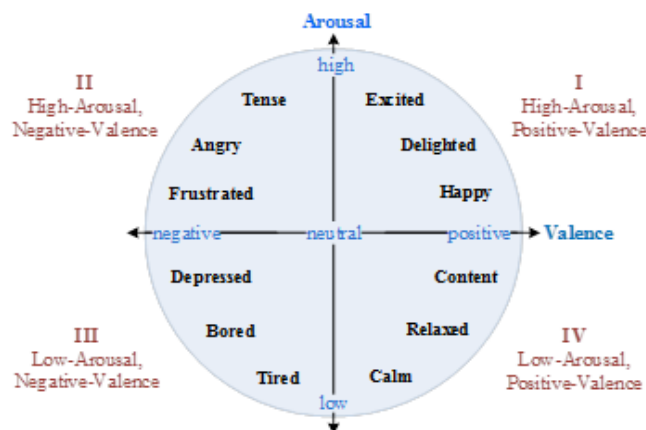 Arousal
high
II
High-Arousal,
Negative-Valence
I
High-Arousal,
Positive-Valence
Tense
Excited
Angry
Delighted
Frustrated
Happy
negative
neutral
positive
Valence
Depressed
Content
Bored
Relaxed
Tired
Calm
III
Low-Arousal,
Negative-Valence
IV
Low-Arousal,
Positive-Valence
low